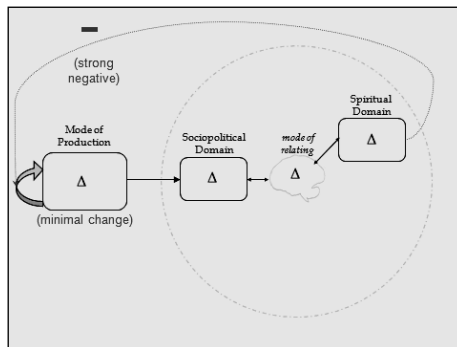 (strong
negative)
Spiritual
Domain
Mode of
Production
Sociopolitical
Domain
mode of
relating
Δ
Δ
Δ
Δ
(minimal change)